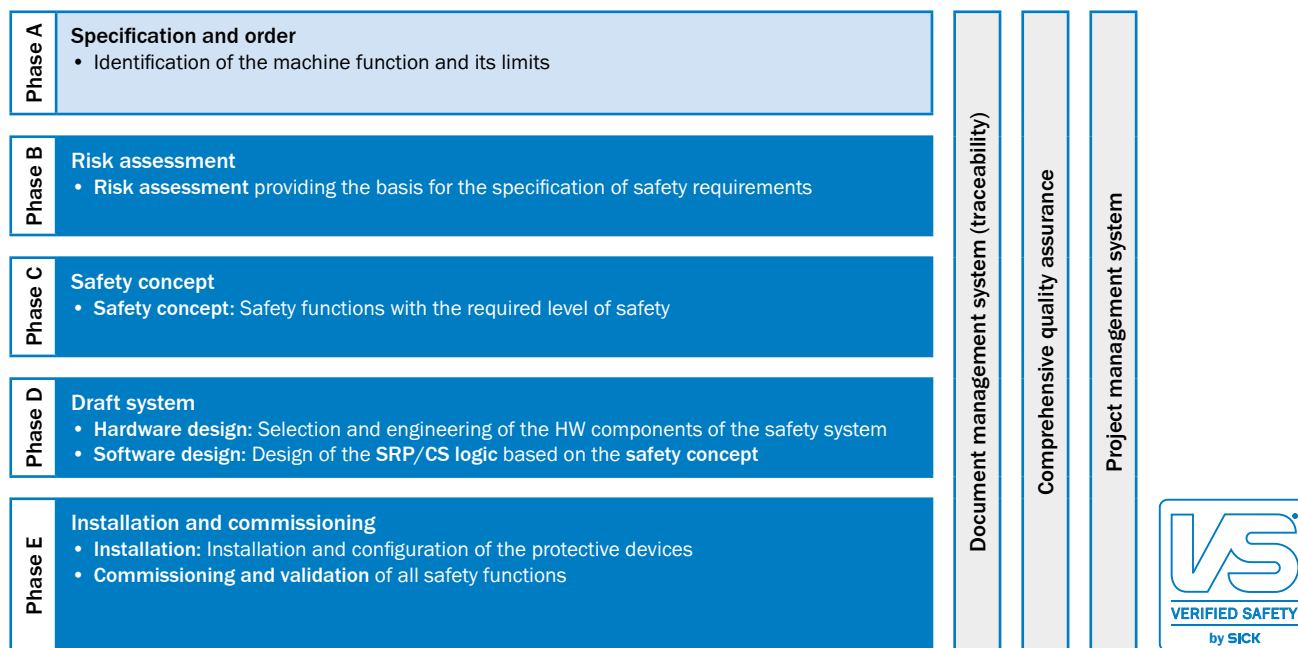 Phase A
Specification and order
• Identification of the machine function and its limits
Phase B
Risk assessment
• Risk assessment providing the basis for the specification of safety requirements
Phase C
Safety concept
• Safety concept: Safety functions with the required level of safety
Phase D
Draft system
• Hardware design: Selection and engineering of the HW components of the safety system
• Software design: Design of the SRP/CS logic based on the safety concept
Phase E
Installation and commissioning
• Installation: Installation and configuration of the protective devices
• Commissioning and validation of all safety functions
Document management system (traceability)
Comprehensive quality assurance
Project management system
VS
VERIFIED SAFETY
by SICK